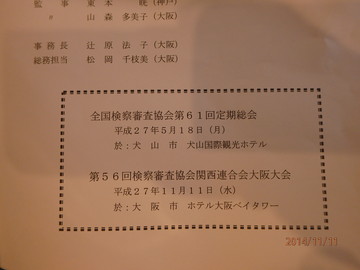 監 事 東 本 暁(神戸)
〃 山 森 多美子(大阪)
事 務 長 辻 原 法 子(大阪)
総務担当 松 岡 千枝美(大阪)
全国検察審査協会第61回定期総会
平成27年5月18日(月)
於:犬 山 市 犬山国際観光ホテル
第56回検察審査協会関西連合会大阪大会
平成27年11月11日(水)
於:大 阪 市 ホテル大阪ベイタワー
2014/11/11